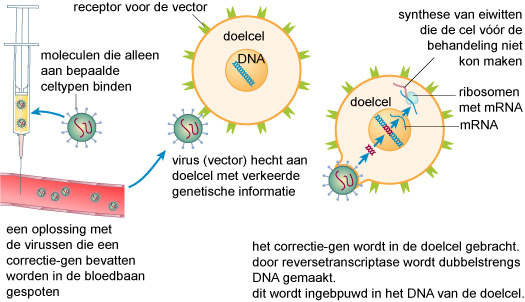 receptor voor de vector
moleculen die alleen
aan bepaalde
celtypen binden
doelcel
DNA
virus (vector) hecht aan
doelcel met verkeerde
genetische informatie
een oplossing met
de virussen die een
correctie-gen bevatten
worden in de bloedbaan
gespoten
synthese van eiwitten
die de cel vóór de
behandeling niet
kon maken
doelcel
ribosomen
met mRNA
mRNA
het correctie-gen wordt in de doelcel gebracht.
door reversetranscriptase wordt dubbelstrengs
DNA gemaakt.
dit wordt ingebpuwd in het DNA van de doelcel.